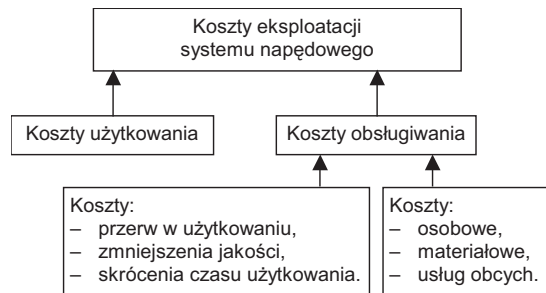 Koszty eksploatacji
systemu napędowego
Koszty użytkowania
Koszty obsługiwania
Koszty:
– przerw w użytkowaniu,
– zmniejszenia jakości,
– skrócenia czasu użytkowania.
Koszty:
– osobowe,
– materiałowe,
– usług obcych.